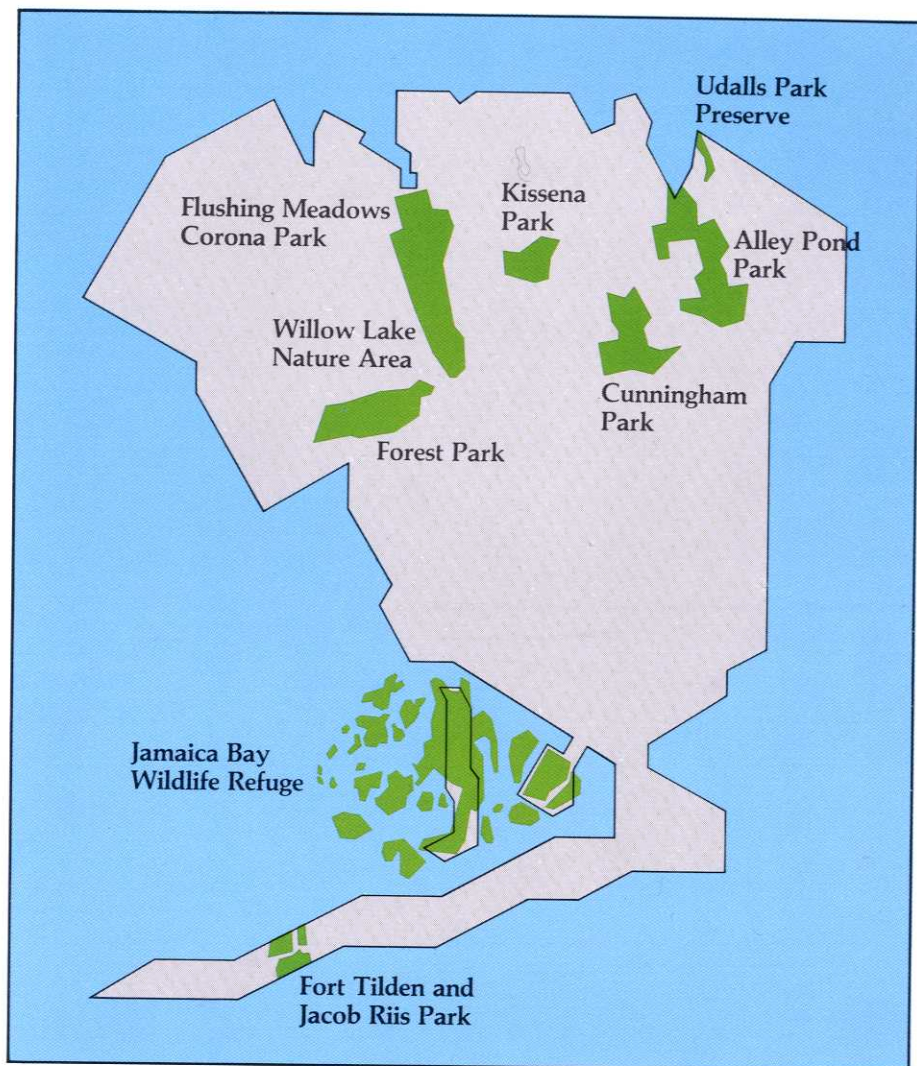 Udalls Park
Preserve
Flushing Meadows
Corona Park
Kissena
Park
Alley Pond
Park
Willow Lake
Nature Area
Cunningham
Park
Forest Park
Jamaica Bay
Wildlife Refuge
Fort Tilden and
Jacob Riis Park